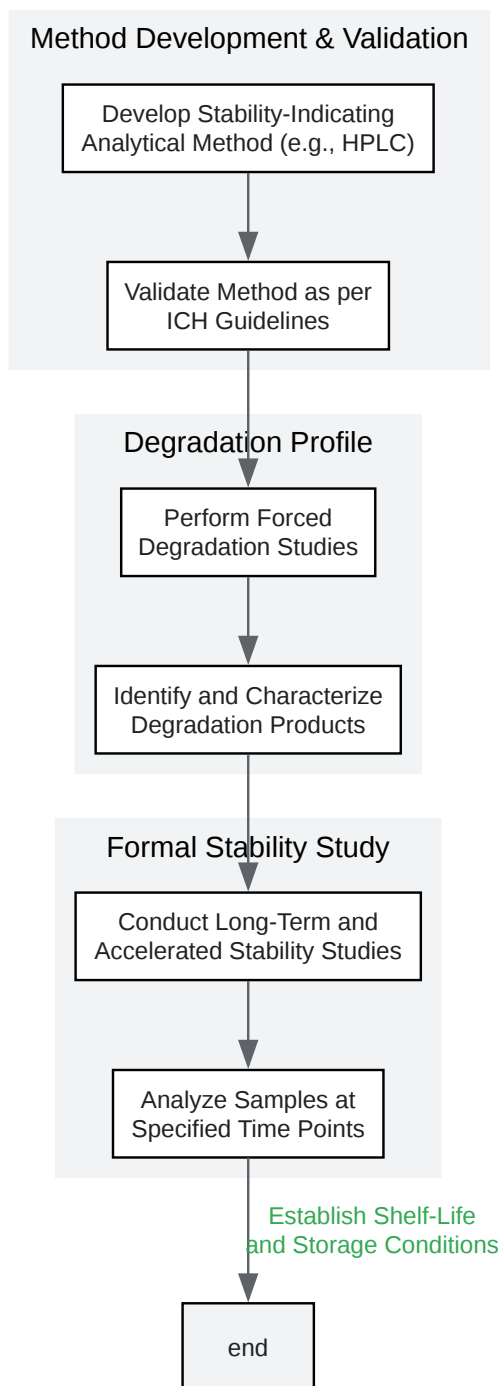 Method Development & Validation
Develop Stability-Indicating
Analytical Method (e.g., HPLC)
Validate Method as per
ICH Guidelines
Degradation Profile
Perform Forced
Degradation Studies
Identify and Characterize
Degradation Products
Formal Stability Study
Conduct Long-Term and
Accelerated Stability Studies
Analyze Samples at
Specified Time Points
Establish Shelf-Life
and Storage Conditions
end